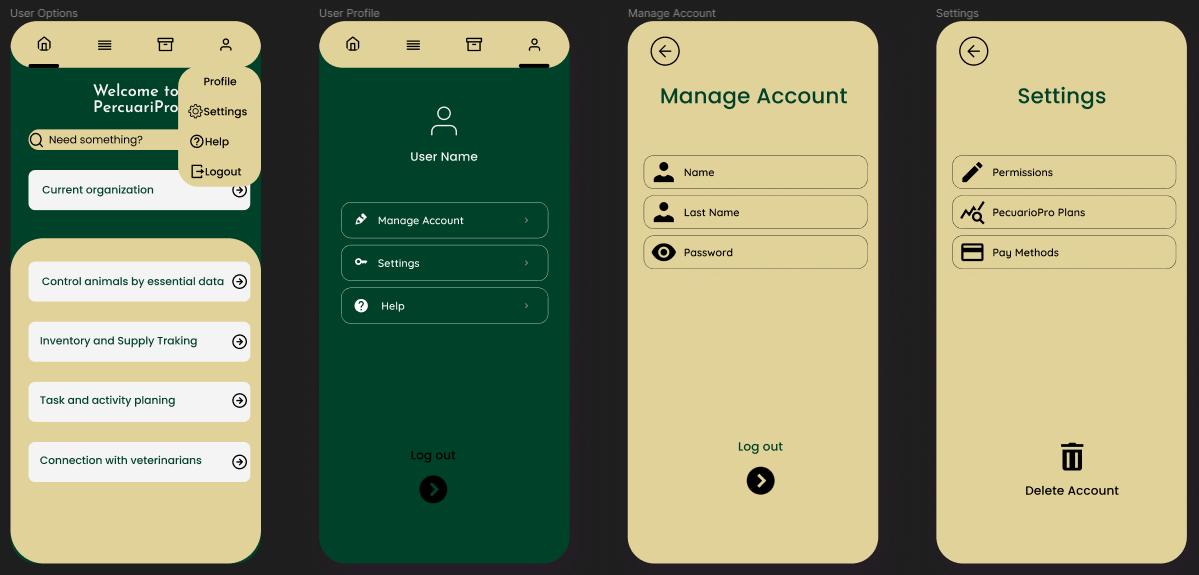 User Options
Welcome to
PercuariPro
Need something?
Profile
Settings
Help
Logout
Current organization
Control animals by essential data
Inventory and Supply Traking
Task and activity planing
Connection with veterinarians
User Profile
User Name
Manage Account
Settings
Help
Log out
Manage Account
Manage Account
Name
Last Name
Password
Log out
Settings
Settings
Permissions
PecuarioPro Plans
Pay Methods
Delete Account